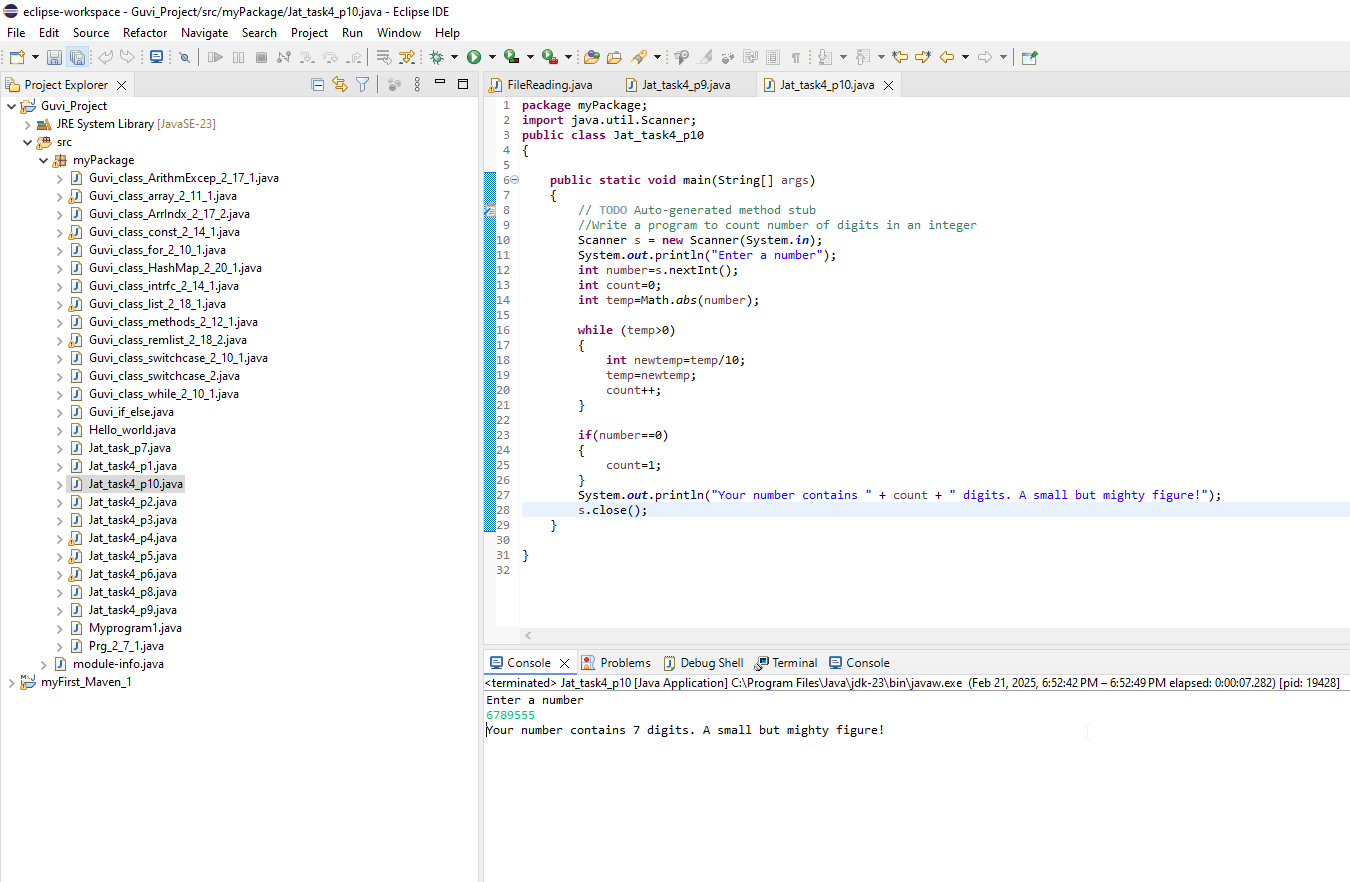 eclipse-workspace - Guvi_Project/src/myPackage/Jat_task4_p10.java - Eclipse IDE
File Edit Source Refactor Navigate Search Project Run Window Help
Project Explorer
Guvi_Project
JRE System Library [JavaSE-23]
src
myPackage
Guvi_class_ArithmExcep_2_17_1.java
Guvi_class_array_2_11_1.java
Guvi_class_ArrIndx_2_17_2.java
Guvi_class_const_2_14_1.java
Guvi_class_for_2_10_1.java
Guvi_class_HashMap_2_20_1.java
Guvi_class_intrfc_2_14_1.java
Guvi_class_list_2_18_1.java
Guvi_class_methods_2_12_1.java
Guvi_class_remlist_2_18_2.java
Guvi_class_switchcase_2_10_1.java
Guvi_class_switchcase_2.java
Guvi_class_while_2_10_1.java
Guvi_if_else.java
Hello_world.java
Jat_task_p7.java
Jat_task4_p1.java
Jat_task4_p10.java
Jat_task4_p2.java
Jat_task4_p3.java
Jat_task4_p4.java
Jat_task4_p5.java
Jat_task4_p6.java
Jat_task4_p8.java
Jat_task4_p9.java
Myprogram1.java
Prg_2_7_1.java
module-info.java
myFirst_Maven_1
FileReading.java Jat_task4_p9.java Jat_task4_p10.java
1 package myPackage;
2 import java.util.Scanner;
3 public class Jat_task4_p10
4 {
5
6 public static void main(String[] args)
7 {
8 // TODO Auto-generated method stub
9 //Write a program to count number of digits in an integer
10 Scanner s = new Scanner(System.in);
11 System.out.println("Enter a number");
12 int number=s.nextInt();
13 int count=0;
14 int temp=Math.abs(number);
15
16 while (temp>0)
17 {
18 int newtemp=temp/10;
19 temp=newtemp;
20 count++;
21 }
22
23 if(number==0)
24 {
25 count=1;
26 }
27 System.out.println("Your number contains " + count + " digits. A small but mighty figure!");
28 s.close();
29 }
30
31 }
32
Console Problems Debug Shell Terminal Console
<terminated> Jat_task4_p10 [Java Application] C:\Program Files\Java\jdk-23\bin\javaw.exe (Feb 21, 2025, 6:52:42 PM – 6:52:49 PM elapsed: 0:00:07.282) [pid: 19428]
Enter a number
6789555
Your number contains 7 digits. A small but mighty figure!